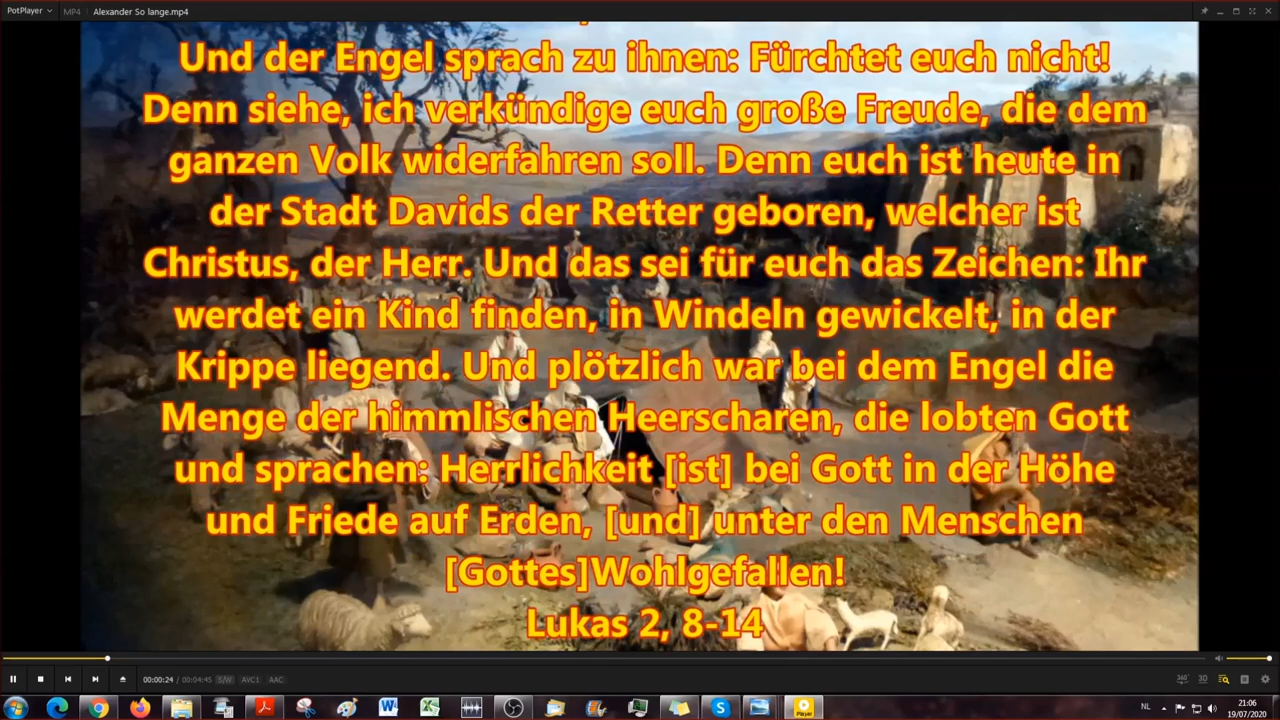 PotPlayer MP4 Alexander So lange.mp4
Und der Engel sprach zu ihnen: Fürchtet euch nicht!
Denn siehe, ich verkündige euch große Freude, die dem
ganzen Volk widerfahren soll. Denn euch ist heute in
der Stadt Davids der Retter geboren, welcher ist
Christus, der Herr. Und das sei für euch das Zeichen: Ihr
werdet ein Kind finden, in Windeln gewickelt, in der
Krippe liegend. Und plötzlich war bei dem Engel die
Menge der himmlischen Heerscharen, die lobten Gott
und sprachen: Herrlichkeit [ist] bei Gott in der Höhe
und Friede auf Erden, [und] unter den Menschen
[Gottes]Wohlgefallen!
Lukas 2, 8-14
00:00:24 / 00:04:45 S/W AVC1 AAC 360° 3D
NL 21:06
19/07/2020
Player